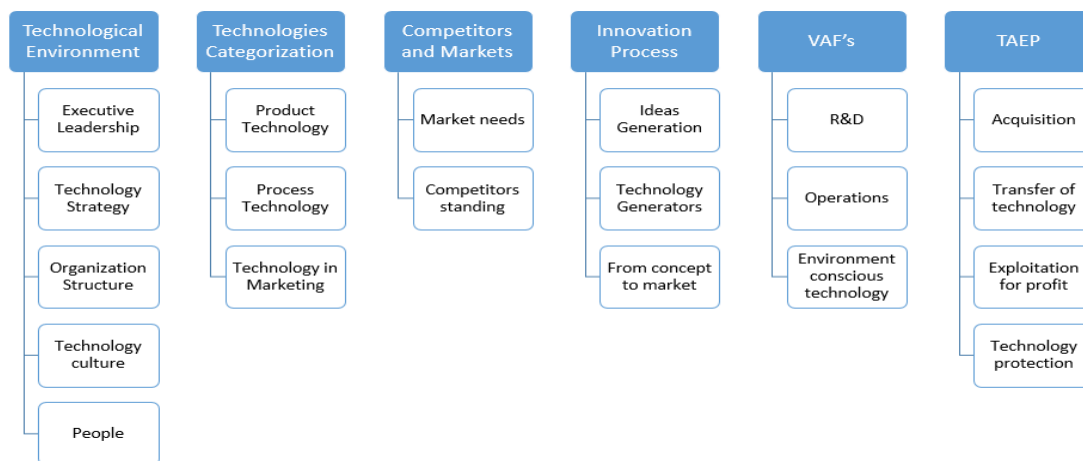 Technological
Environment
Executive
Leadership
Technology
Strategy
Organization
Structure
Technology
culture
People
Technologies
Categorization
Product
Technology
Process
Technology
Technology in
Marketing
Competitors
and Markets
Market needs
Competitors
standing
Innovation
Process
Ideas
Generation
Technology
Generators
From concept
to market
VAF's
R&D
Operations
Environment
conscious
technology
TAEP
Acquisition
Transfer of
technology
Exploitation
for profit
Technology
protection